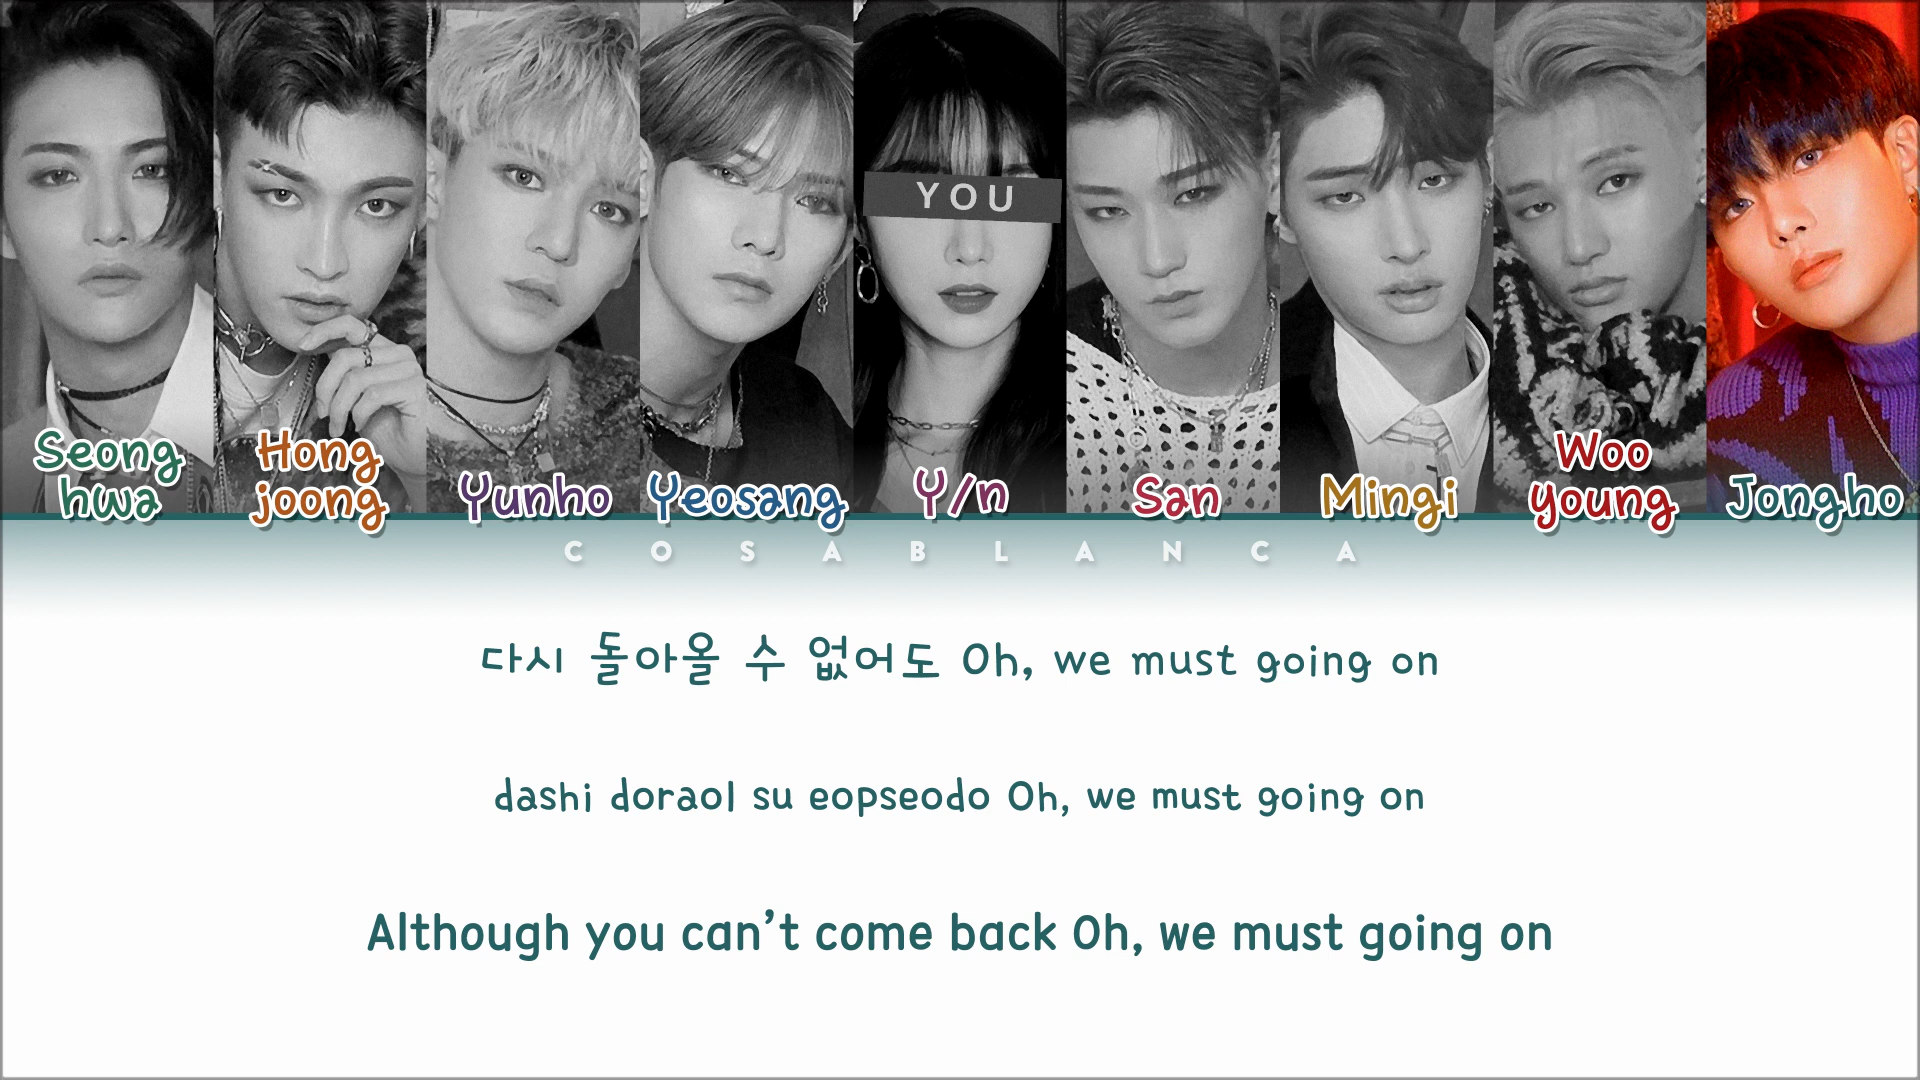 YOU
Seong
hwa
Hong
joong
Yunho
Yeosang
Y/n
San
Mingi
Woo
young
Jongho
COSABLANCA
다시 돌아올 수 없어도 Oh, we must going on
dashi doraol su eopseodo Oh, we must going on
Although you can't come back Oh, we must going on